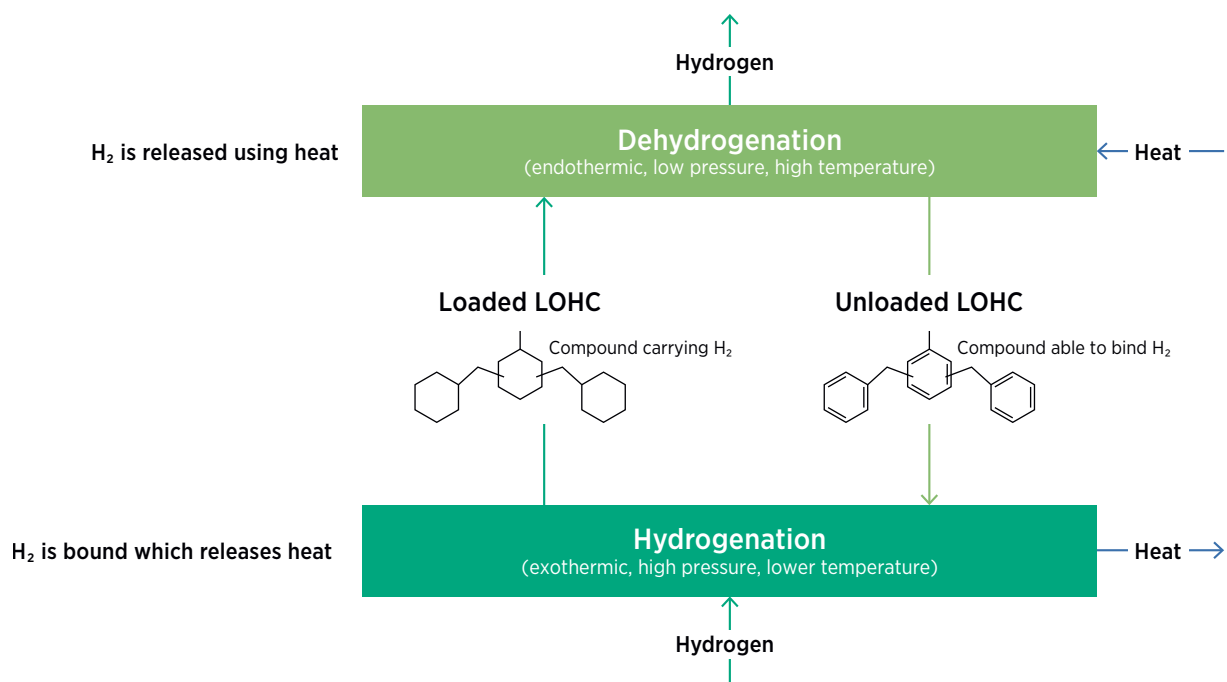 Hydrogen
Dehydrogenation
(endothermic, low pressure, high temperature)
H₂ is released using heat
Heat
Loaded LOHC
Compound carrying H₂
Unloaded LOHC
Compound able to bind H₂
Hydrogenation
(exothermic, high pressure, lower temperature)
H₂ is bound which releases heat
Heat
Hydrogen